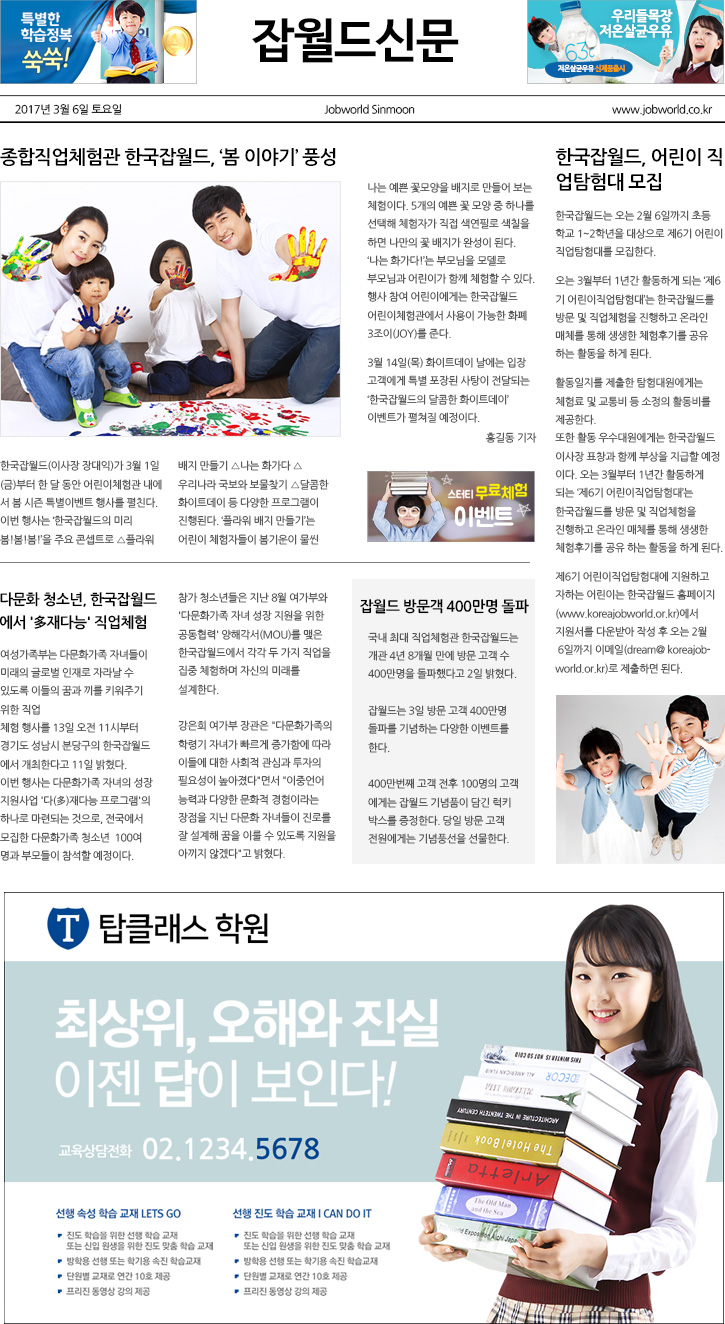 특별한
학습정복
쑥쑥!
잡월드신문
우리들목장
저온살균우유
63℃
저온살균우유 신제품출시
2017년 3월 6일 토요일
Jobworld Sinmoon
www.jobworld.co.kr
종합직업체험관 한국잡월드, ‘봄 이야기’ 풍성
한국잡월드(이사장 장대익)가 3월 1일
(금)부터 한 달 동안 어린이체험관 내에
서 봄 시즌 특별이벤트 행사를 펼친다.
이번 행사는 ‘한국잡월드의 미리
봄!봄!봄!’을 주요 콘셉트로 △플라워
배지 만들기 △나는 화가다 △
우리나라 국보와 보물찾기 △달콤한
화이트데이 등 다양한 프로그램이
진행된다. ‘플라워 배지 만들기’는
어린이 체험자들이 봄기운이 물씬
나는 예쁜 꽃모양을 배지로 만들어 보는
체험이다. 5개의 예쁜 꽃 모양 중 하나를
선택해 체험자가 직접 색연필로 색칠을
하면 나만의 꽃 배지가 완성이 된다.
‘나는 화가다!’는 부모님을 모델로
부모님과 어린이가 함께 체험할 수 있다.
행사 참여 어린이에게는 한국잡월드
어린이체험관에서 사용이 가능한 화폐
3조이(JOY)를 준다.
3월 14일(목) 화이트데이 날에는 입장
고객에게 특별 포장된 사탕이 전달되는
‘한국잡월드의 달콤한 화이트데이’
이벤트가 펼쳐질 예정이다.
홍길동 기자
스터티 무료체험
이벤트
한국잡월드, 어린이 직
업탐험대 모집
한국잡월드는 오는 2월 6일까지 초등
학교 1~2학년을 대상으로 제6기 어린이
직업탐험대를 모집한다.
오는 3월부터 1년간 활동하게 되는 ‘제6
기 어린이직업탐험대’는 한국잡월드를
방문 및 직업체험을 진행하고 온라인
매체를 통해 생생한 체험후기를 공유
하는 활동을 하게 된다.
활동일지를 제출한 탐험대원에게는
체험료 및 교통비 등 소정의 활동비를
제공한다.
또한 활동 우수대원에게는 한국잡월드
이사장 표창과 함께 부상을 지급할 예정
이다. 오는 3월부터 1년간 활동하게
되는 ‘제6기 어린이직업탐험대’는
한국잡월드를 방문 및 직업체험을
진행하고 온라인 매체를 통해 생생한
체험후기를 공유 하는 활동을 하게 된다.
제6기 어린이직업탐험대에 지원하고
자하는 어린이는 한국잡월드 홈페이지
(www.koreajobworld.or.kr)에서
지원서를 다운받아 작성 후 오는 2월
6일까지 이메일(dream@ koreajob-
world.or.kr)로 제출하면 된다.
다문화 청소년, 한국잡월드
에서 '多재다능' 직업체험
여성가족부는 다문화가족 자녀들이
미래의 글로벌 인재로 자라날 수
있도록 이들의 꿈과 끼를 키워주기
위한 직업
체험 행사를 13일 오전 11시부터
경기도 성남시 분당구의 한국잡월드
에서 개최한다고 11일 밝혔다.
이번 행사는 다문화가족 자녀의 성장
지원사업 '다(多)재다능 프로그램'의
하나로 마련되는 것으로, 전국에서
모집한 다문화가족 청소년 100여
명과 부모들이 참석할 예정이다.
참가 청소년들은 지난 8월 여가부와
'다문화가족 자녀 성장 지원을 위한
공동협력' 양해각서(MOU)를 맺은
한국잡월드에서 각각 두 가지 직업을
집중 체험하며 자신의 미래를
설계한다.
강은희 여가부 장관은 "다문화가족의
학령기 자녀가 빠르게 증가함에 따라
이들에 대한 사회적 관심과 투자의
필요성이 높아졌다"면서 "이중언어
능력과 다양한 문화적 경험이라는
장점을 지닌 다문화 자녀들이 진로를
잘 설계해 꿈을 이룰 수 있도록 지원을
아끼지 않겠다"고 밝혔다.
잡월드 방문객 400만명 돌파
국내 최대 직업체험관 한국잡월드는
개관 4년 8개월 만에 방문 고객 수
400만명을 돌파했다고 2일 밝혔다.
잡월드는 3일 방문 고객 400만명
돌파를 기념하는 다양한 이벤트를
한다.
400만번째 고객 전후 100명의 고객
에게는 잡월드 기념품이 담긴 럭키
박스를 증정한다. 당일 방문 고객
전원에게는 기념풍선을 선물한다.
T 탑클래스 학원
최상위, 오해와 진실
이젠 답이 보인다!
교육상담전화 02.1234.5678
선행 속성 학습 교재 LETS GO
진도 학습을 위한 선행 학습 교재
또는 신입 원생을 위한 진도 맞춤 학습 교재
방학용 선행 또는 학기용 속진 학습교재
단원별 교재로 연간 10호 제공
프리진 동영상 강의 제공
선행 진도 학습 교재 I CAN DO IT
진도 학습을 위한 선행 학습 교재
또는 신입 원생을 위한 진도 맞춤 학습 교재
방학용 선행 또는 학기용 속진 학습교재
단원별 교재로 연간 10호 제공
프리진 동영상 강의 제공
THIS WINTER IS NOT SO COLD
ALL AMERICAN FLAIR DECOR
ARCHITECTURE IN THE TWENTIETH CENTURY
The Hotel Book
Arletta
The Old Man
and the Sea
World Exposition Aichi Japan